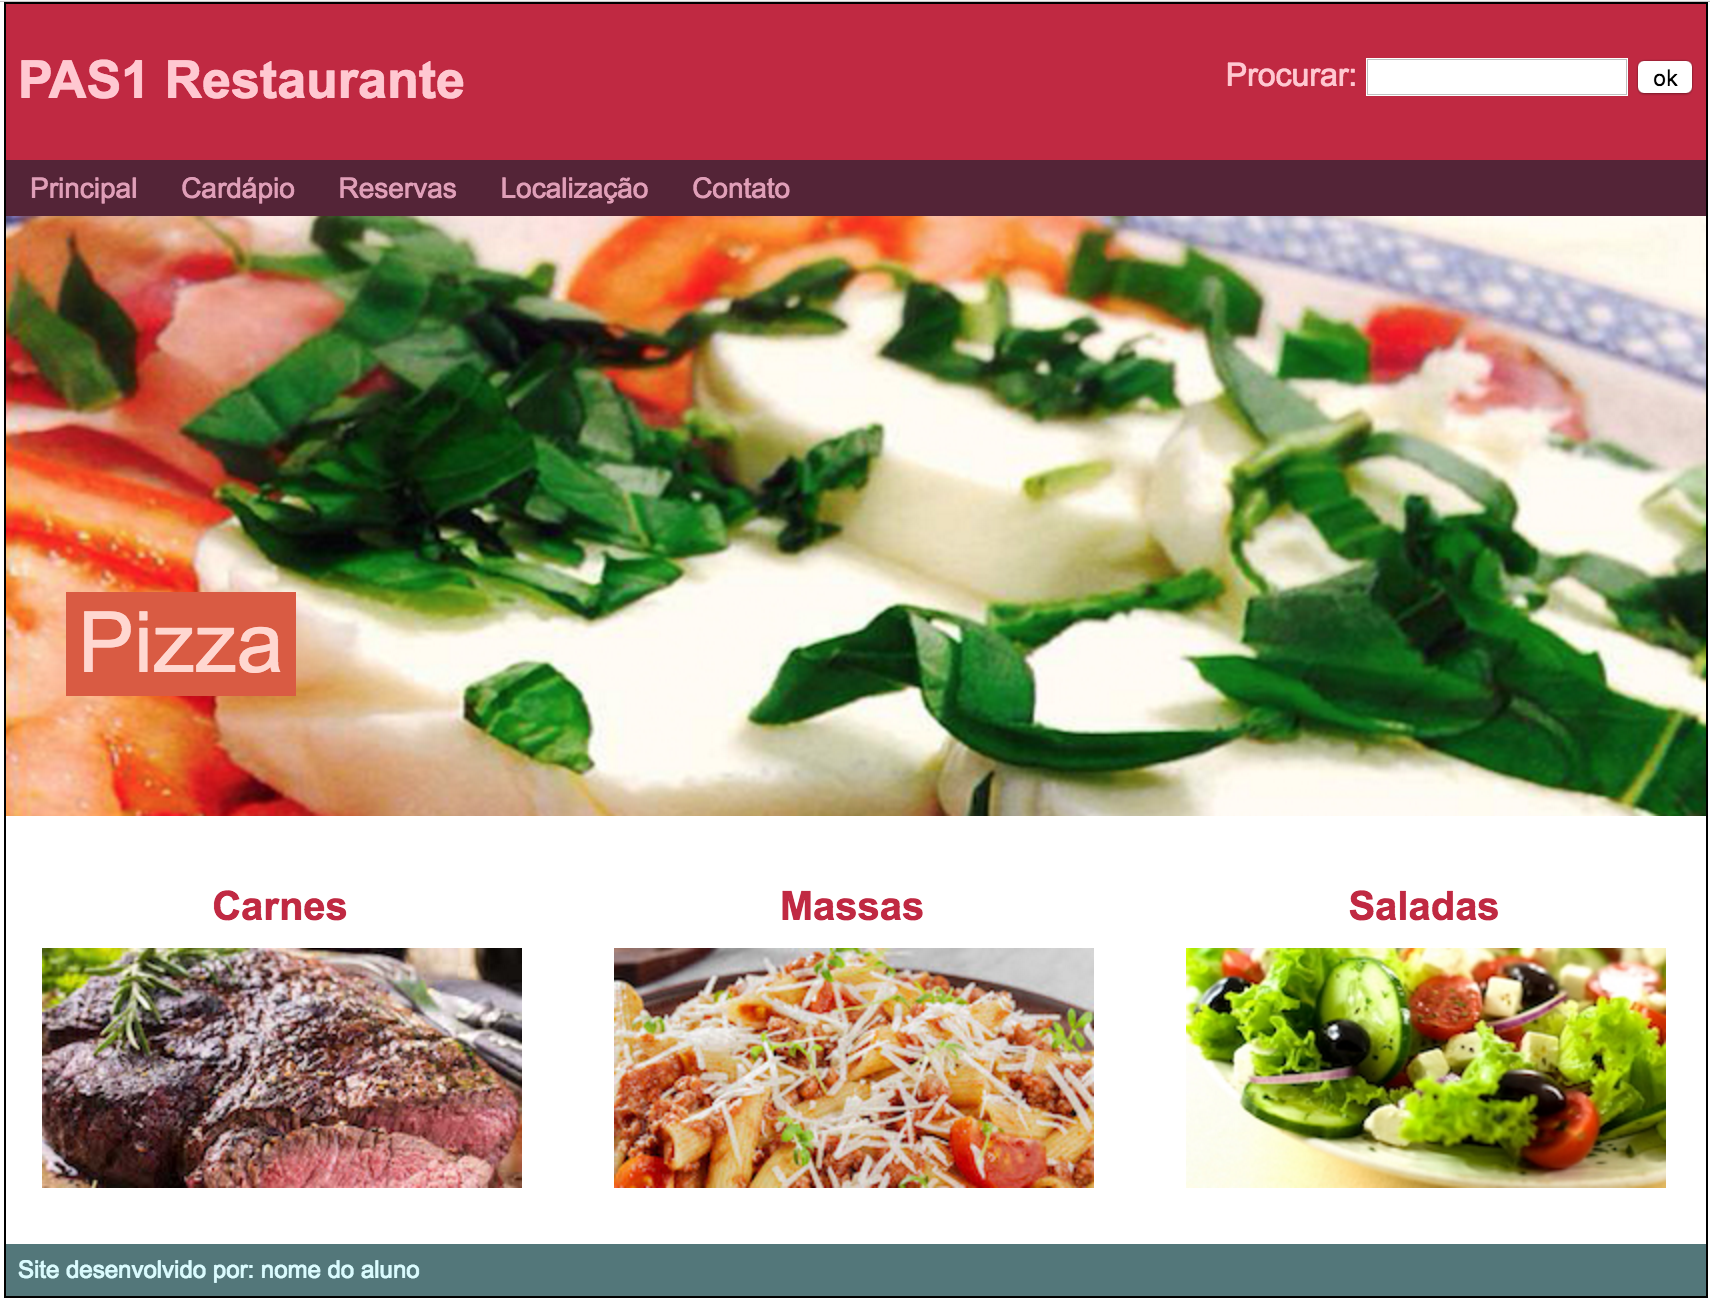 PAS1 Restaurante
Procurar: ok
Principal Cardápio Reservas Localização Contato
Pizza
Carnes Massas Saladas
Site desenvolvido por: nome do aluno